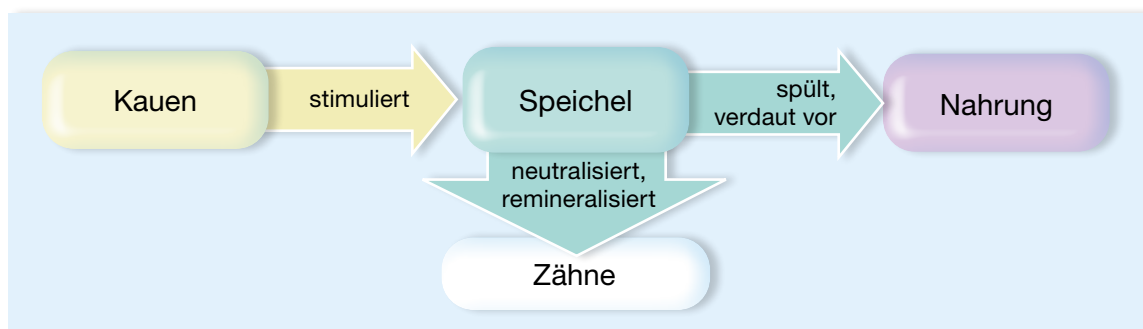 Kauen
stimuliert
Speichel
spült,
verdaut vor
Nahrung
neutralisiert,
remineralisiert
Zähne